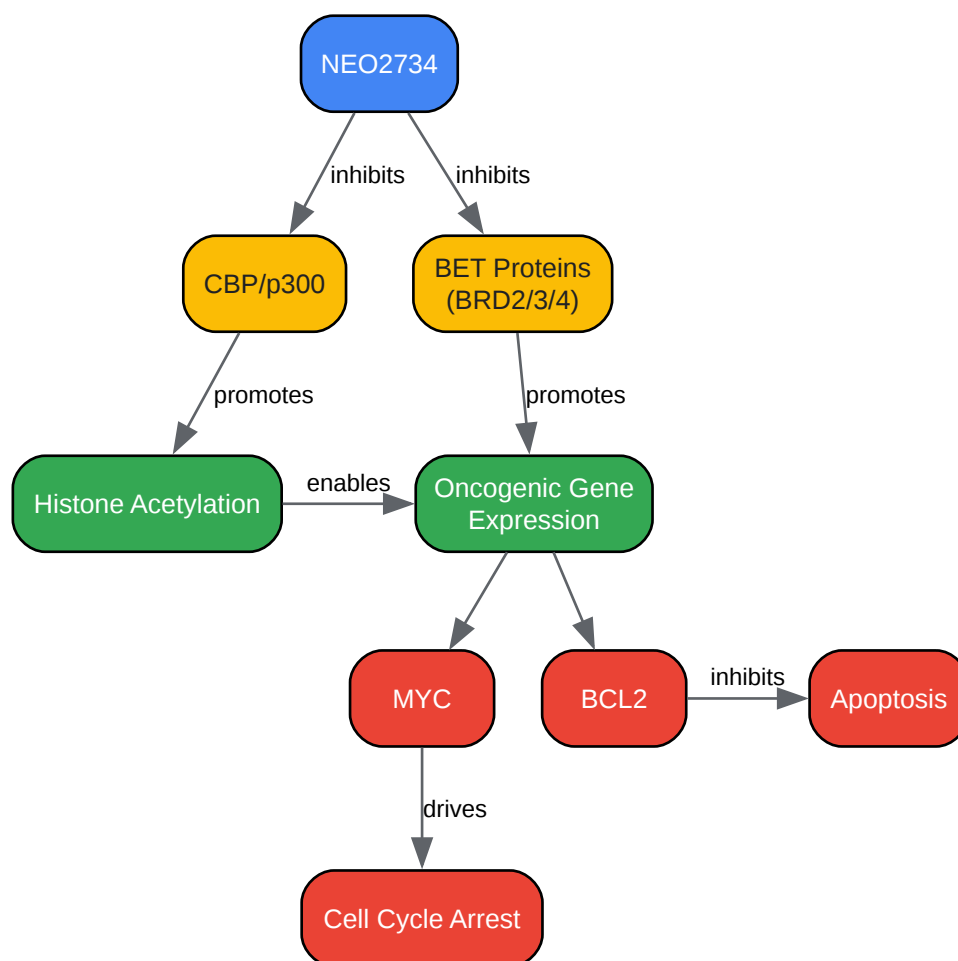 NEO2734
inhibits
inhibits
CBP/p300
BET Proteins
(BRD2/3/4)
promotes
promotes
Histone Acetylation
enables
Oncogenic Gene
Expression
MYC
BCL2
inhibits
Apoptosis
drives
Cell Cycle Arrest